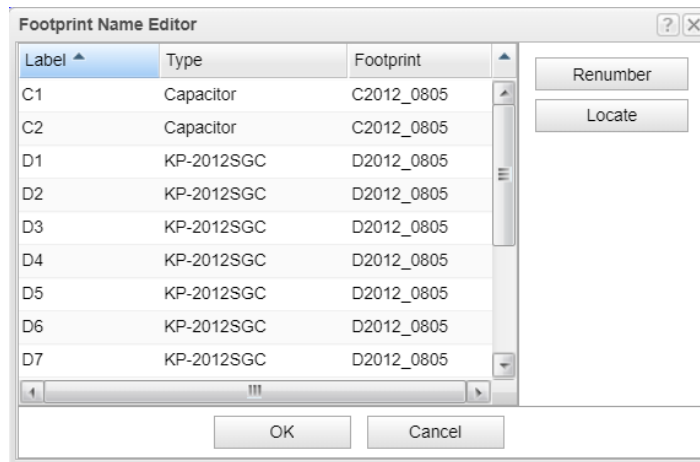 Footprint Name Editor
Label Type Footprint
Renumber
C1 Capacitor C2012_0805
Locate
C2 Capacitor C2012_0805
D1 KP-2012SGC D2012_0805
D2 KP-2012SGC D2012_0805
D3 KP-2012SGC D2012_0805
D4 KP-2012SGC D2012_0805
D5 KP-2012SGC D2012_0805
D6 KP-2012SGC D2012_0805
D7 KP-2012SGC D2012_0805
OK Cancel